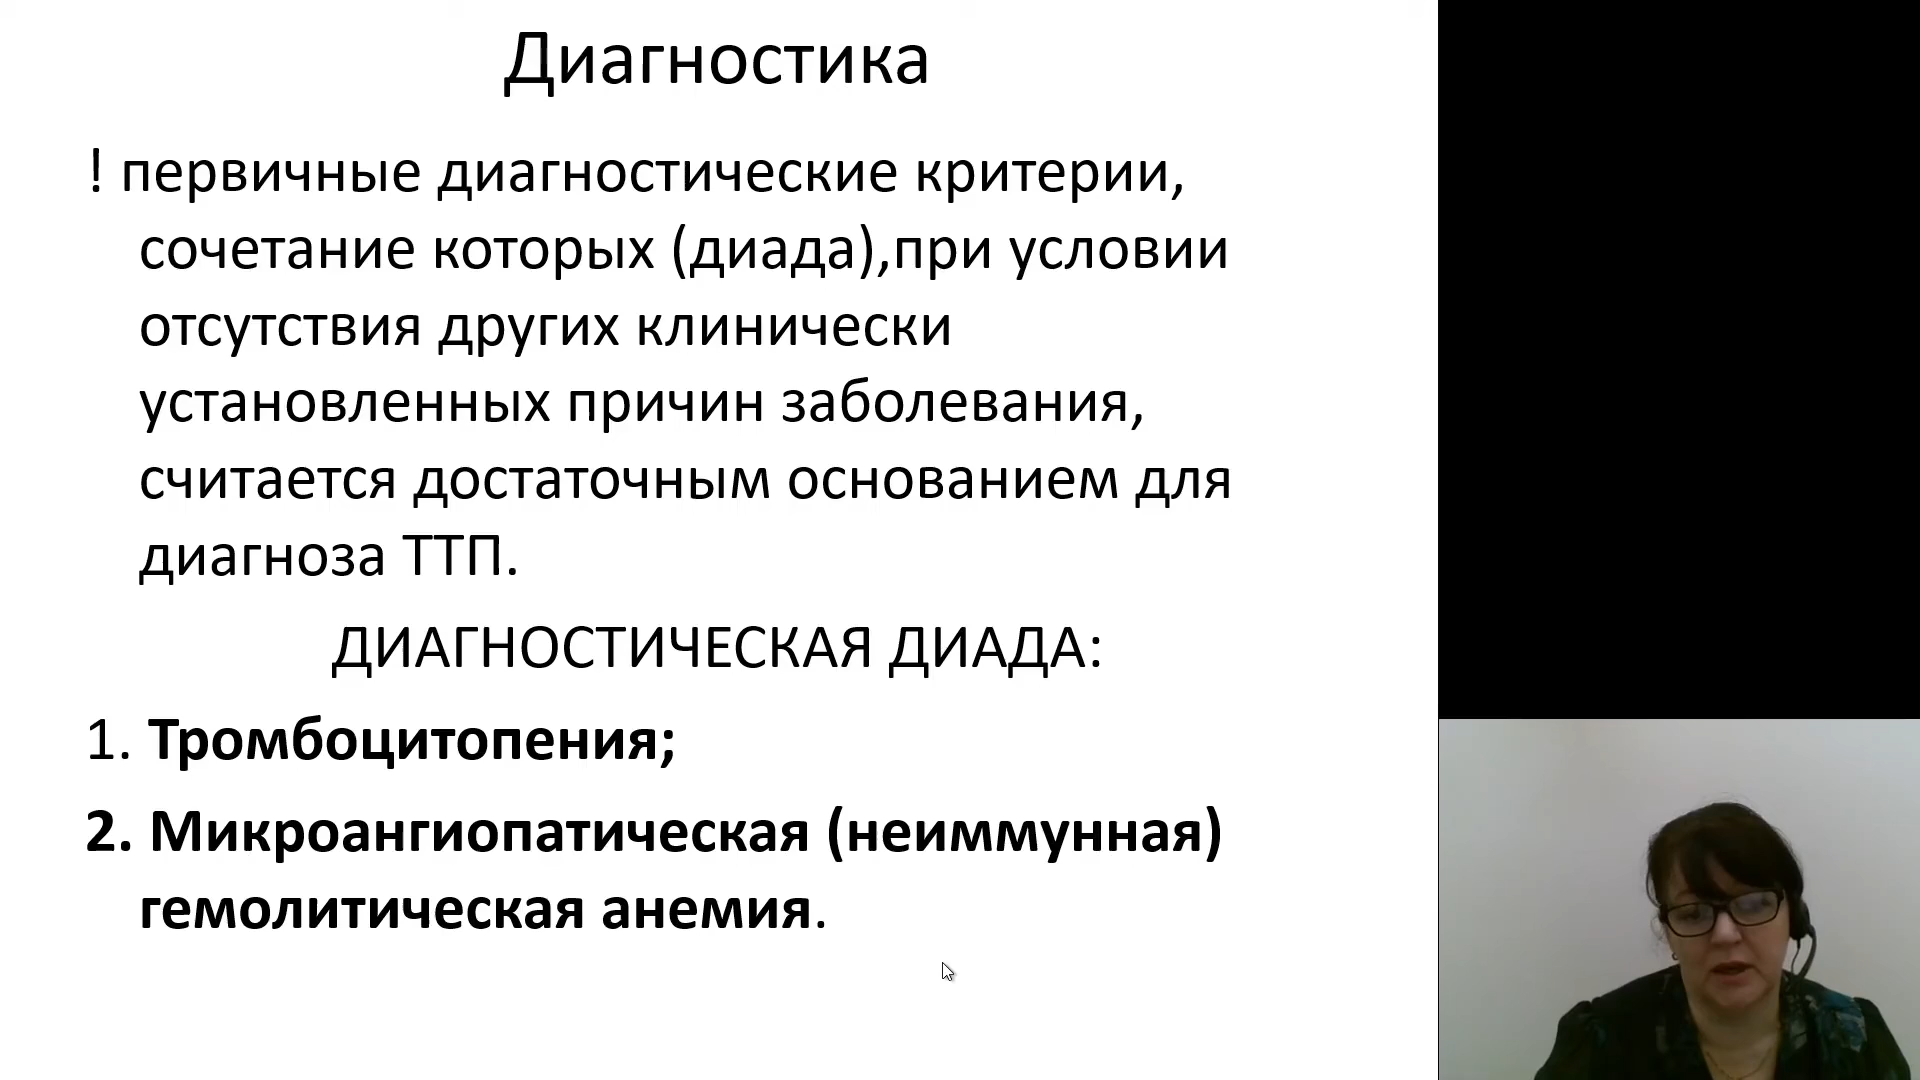 Диагностика
! первичные диагностические критерии,
сочетание которых (диада),при условии
отсутствия других клинически
установленных причин заболевания,
считается достаточным основанием для
диагноза ТТП.
ДИАГНОСТИЧЕСКАЯ ДИАДА:
1. Тромбоцитопения;
2. Микроангиопатическая (неиммунная)
гемолитическая анемия.